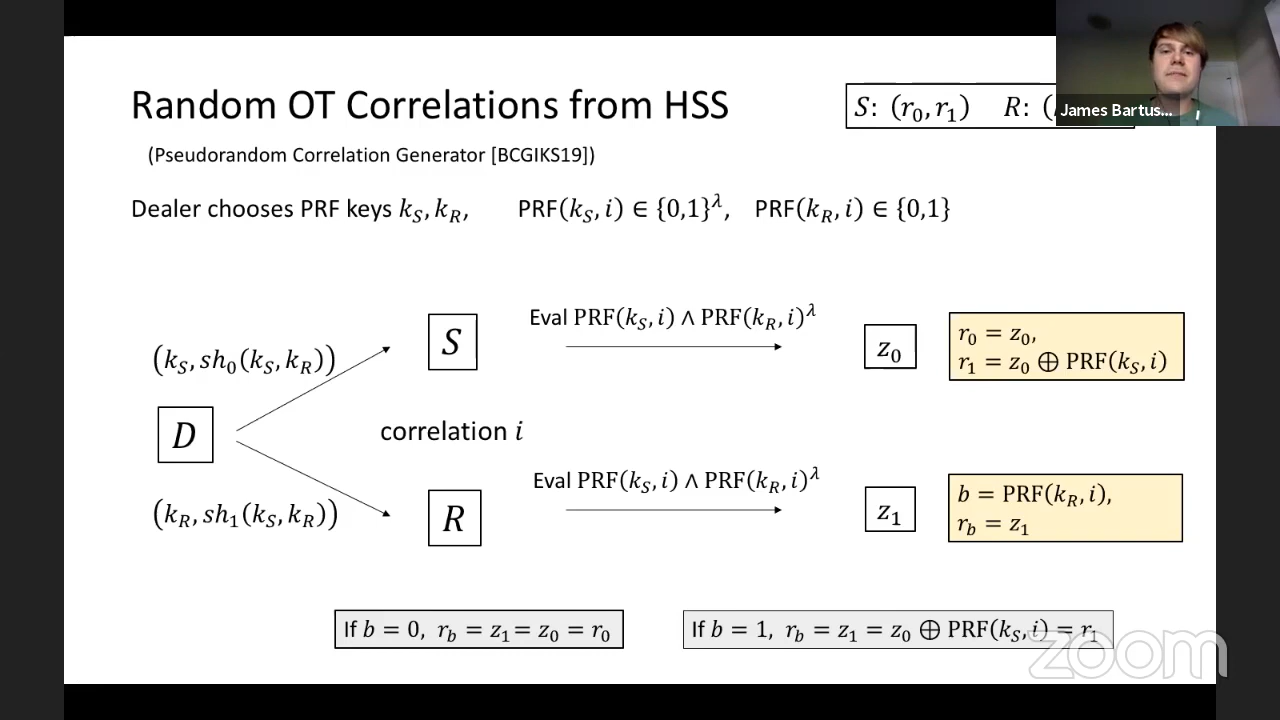 Random OT Correlations from HSS
S: (r₀, r₁) R: (
James Bartus...
(Pseudorandom Correlation Generator [BCGIKS19])
Dealer chooses PRF keys k_S, k_R, PRF(k_S, i) ∈ {0,1}^λ, PRF(k_R, i) ∈ {0,1}
Eval PRF(k_S, i) ∧ PRF(k_R, i)^λ
(k_S, sh₀(k_S, k_R))
S
z₀
r₀ = z₀,
r₁ = z₀ ⊕ PRF(k_S, i)
D
correlation i
Eval PRF(k_S, i) ∧ PRF(k_R, i)^λ
(k_R, sh₁(k_S, k_R))
R
z₁
b = PRF(k_R, i),
r_b = z₁
If b = 0, r_b = z₁ = z₀ = r₀
If b = 1, r_b = z₁ = z₀ ⊕ PRF(k_S, i) = r₁
zoom